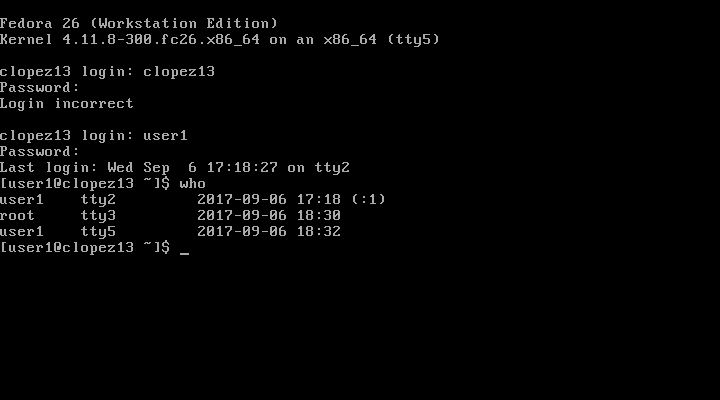 Fedora 26 (Workstation Edition)
Kernel 4.11.8-300.fc26.x86_64 on an x86_64 (tty5)

clopez13 login: clopez13
Password:
Login incorrect

clopez13 login: user1
Password:
Last login: Wed Sep  6 17:18:27 on tty2
[user1@clopez13 ~]$ who
user1    tty2         2017-09-06 17:18 (:1)
root     tty3         2017-09-06 18:30
user1    tty5         2017-09-06 18:32
[user1@clopez13 ~]$ _